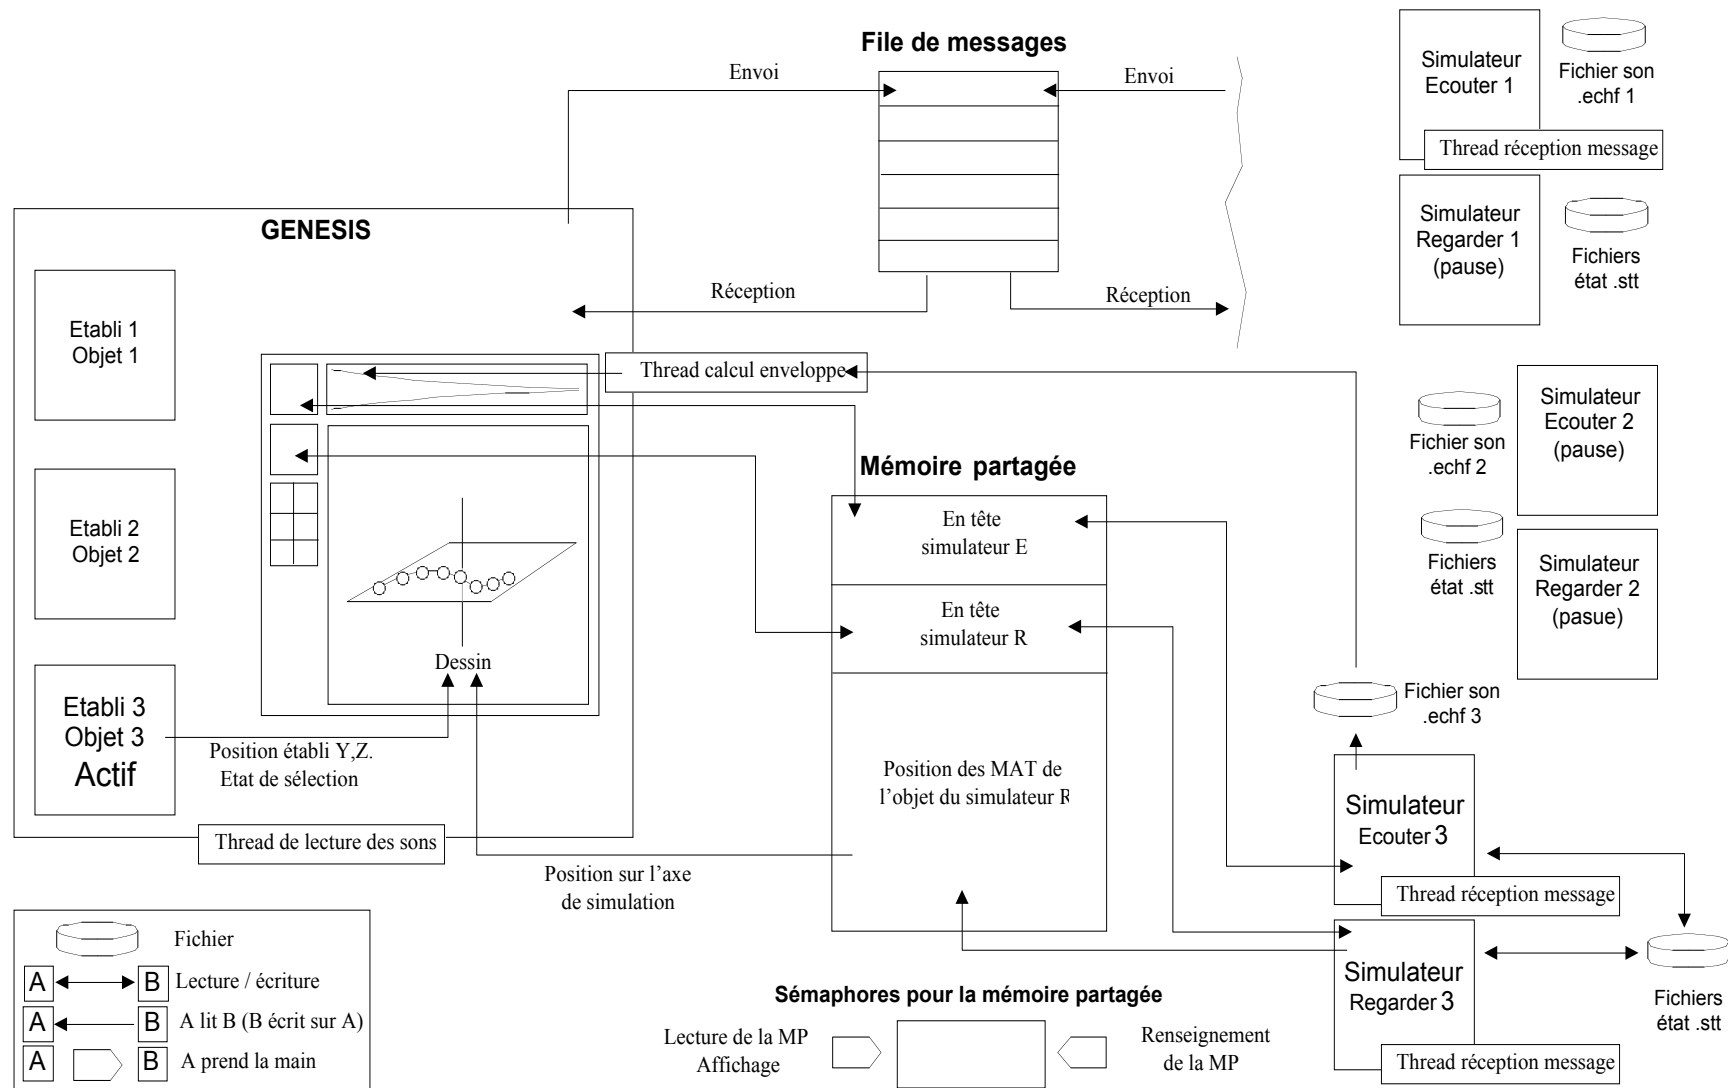 File de messages
Envoi
Envoi
Réception
Réception
Simulateur
Ecouter 1
Fichier son
.echf 1
Thread réception message
Simulateur
Regarder 1
(pause)
Fichiers
état .stt
GENESIS
Etabli 1
Objet 1
Etabli 2
Objet 2
Etabli 3
Objet 3
Actif
Thread calcul enveloppe
Dessin
Position établi Y,Z.
Etat de sélection
Thread de lecture des sons
Position sur l’axe
de simulation
Mémoire partagée
En tête
simulateur E
En tête
simulateur R
Position des MAT de
l’objet du simulateur R
Simulateur
Ecouter 2
(pause)
Fichier son
.echf 2
Fichiers
état .stt
Simulateur
Regarder 2
(pasue)
Fichier son
.echf 3
Simulateur
Ecouter 3
Thread réception message
Simulateur
Regarder 3
Thread réception message
Fichiers
état .stt
Fichier
A B Lecture / écriture
A B A lit B (B écrit sur A)
A B A prend la main
Sémaphores pour la mémoire partagée
Lecture de la MP
Affichage
Renseignement
de la MP